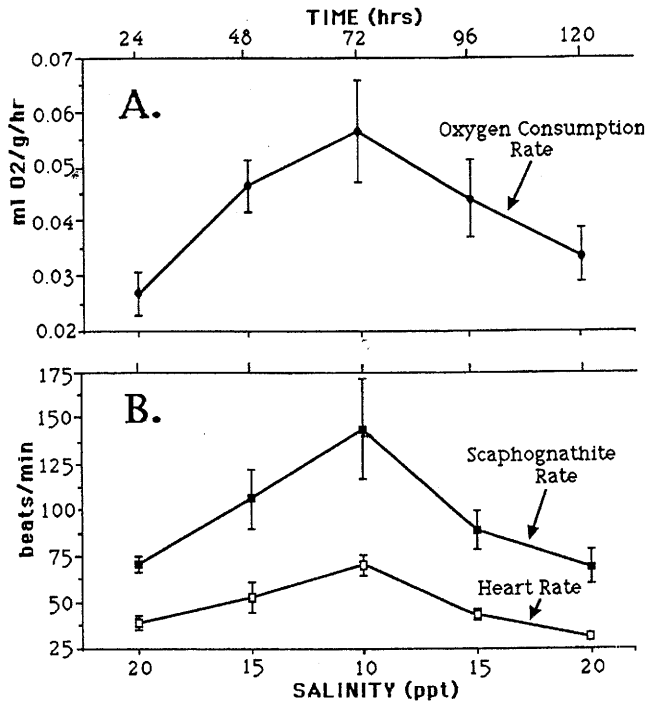 TIME (hrs)
24 48 72 96 120
0.07
0.06
0.05
0.04
0.03
0.02
ml O2/g/hr
A.
Oxygen Consumption
Rate
175
150
125
100
75
50
25
beats/min
B.
Scaphognathite
Rate
Heart Rate
20 15 10 15 20
SALINITY (ppt)